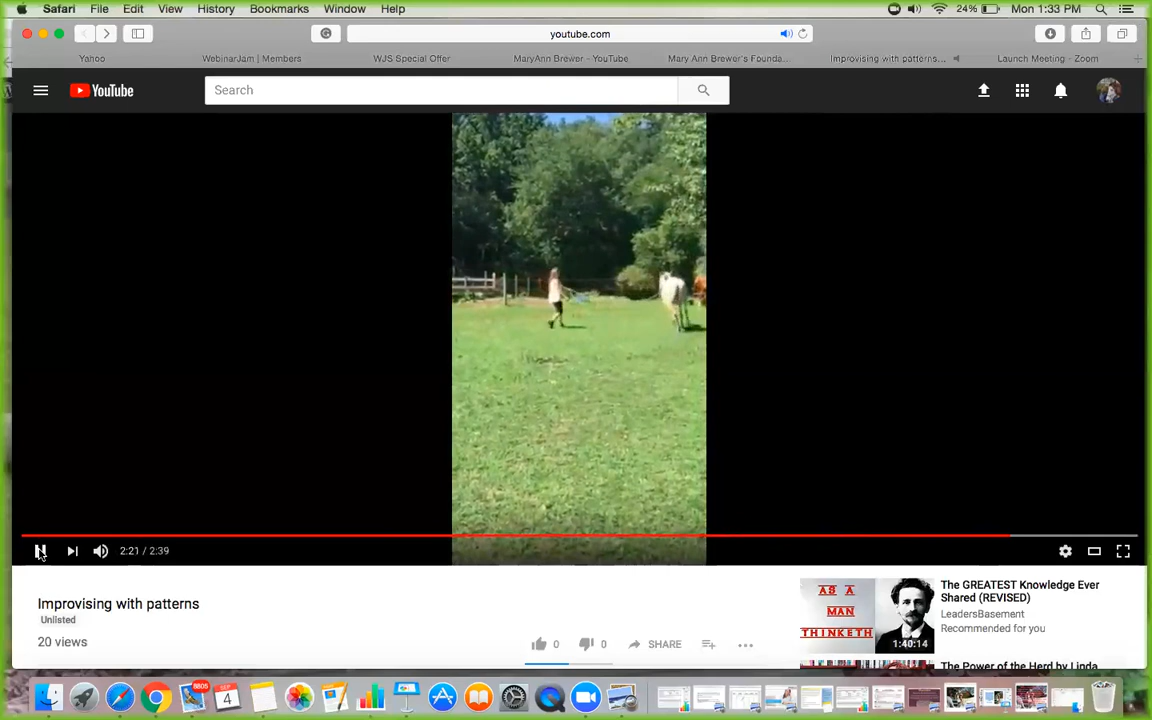 Safari File Edit View History Bookmarks Window Help 24% Mon 1:33 PM
youtube.com
Yahoo WebinarJam | Members WJS Special Offer MaryAnn Brewer - YouTube Mary Ann Brewer's Founda... Improvising with patterns... Launch Meeting - Zoom
YouTube Search
2:21 / 2:39
Improvising with patterns
Unlisted
20 views
0 0 SHARE
AS A
MAN
THINKETH
1:40:14
The GREATEST Knowledge Ever
Shared (REVISED)
LeadersBasement
Recommended for you
The Power of the Herd by Linda
6605
SEP
4